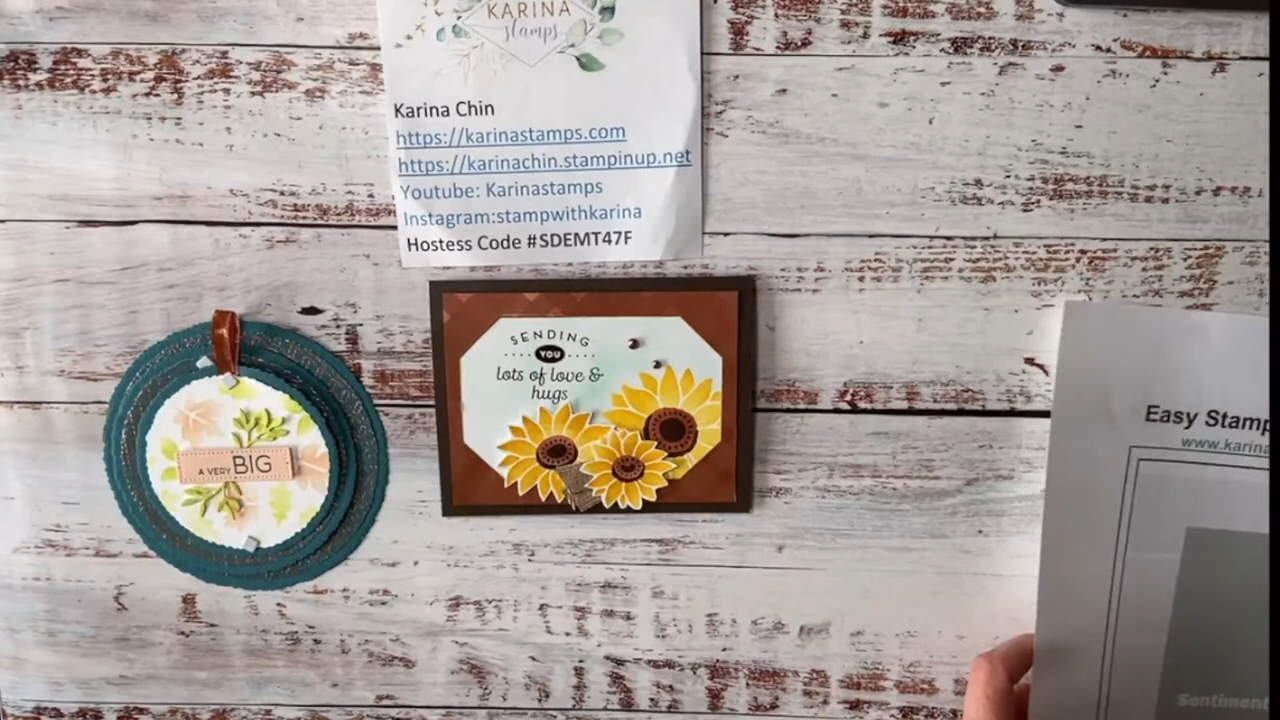 KARINA
stamps
Karina Chin
https://karinastamps.com
https://karinachin.stampinup.net
Youtube: Karinastamps
Instagram:stampwithkarina
Hostess Code #SDEMT47F
SENDING
YOU
lots of love &
hugs
A VERY BIG
Easy Stamp
www.karina
Sentiment